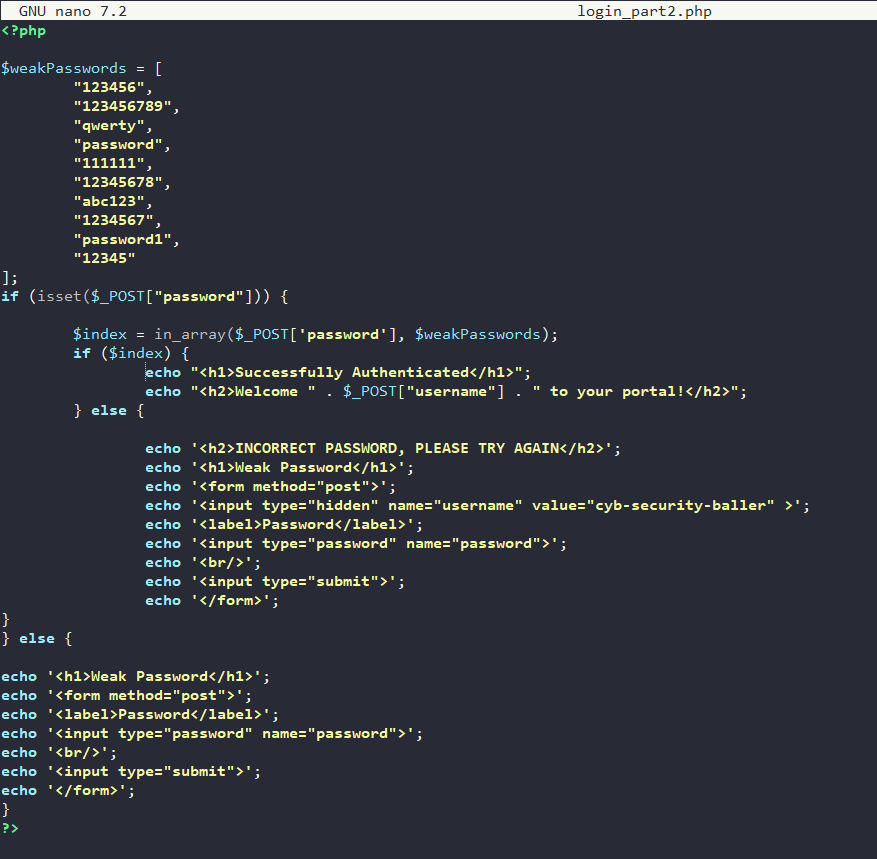 GNU nano 7.2 login_part2.php
<?php

$weakPasswords = [
        "123456",
        "123456789",
        "qwerty",
        "password",
        "111111",
        "12345678",
        "abc123",
        "1234567",
        "password1",
        "12345"
];
if (isset($_POST["password"])) {

        $index = in_array($_POST['password'], $weakPasswords);
        if ($index) {
                echo "<h1>Successfully Authenticated</h1>";
                echo "<h2>Welcome " . $_POST["username"] . " to your portal!</h2>";
        } else {

                echo '<h2>INCORRECT PASSWORD, PLEASE TRY AGAIN</h2>';
                echo '<h1>Weak Password</h1>';
                echo '<form method="post">';
                echo '<input type="hidden" name="username" value="cyb-security-baller" >';
                echo '<label>Password</label>';
                echo '<input type="password" name="password">';
                echo '<br/>';
                echo '<input type="submit">';
                echo '</form>';
}
} else {

echo '<h1>Weak Password</h1>';
echo '<form method="post">';
echo '<label>Password</label>';
echo '<input type="password" name="password">';
echo '<br/>';
echo '<input type="submit">';
echo '</form>';
}
?>